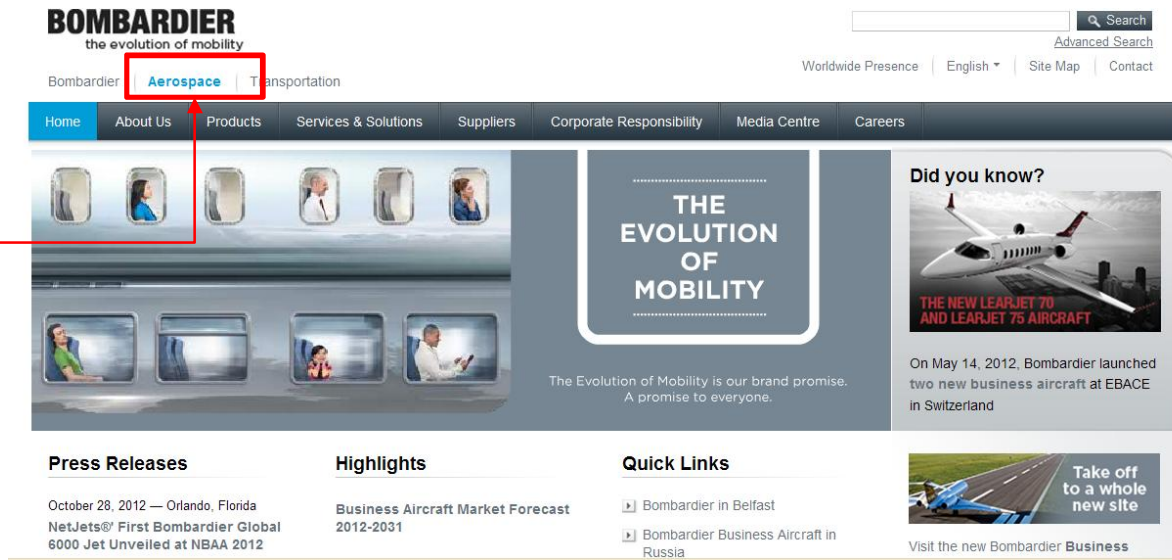 BOMBARDIER
the evolution of mobility
Search
Advanced Search
Worldwide Presence | English | Site Map | Contact
Bombardier | Aerospace | Transportation
Home About Us Products Services & Solutions Suppliers Corporate Responsibility Media Centre Careers
THE
EVOLUTION
OF
MOBILITY
The Evolution of Mobility is our brand promise.
A promise to everyone.
Did you know?
THE NEW LEARJET 70
AND LEARJET 75 AIRCRAFT
On May 14, 2012, Bombardier launched
two new business aircraft at EBACE
in Switzerland
Press Releases
October 28, 2012 — Orlando, Florida
NetJets®' First Bombardier Global
6000 Jet Unveiled at NBAA 2012
Highlights
Business Aircraft Market Forecast
2012-2031
Quick Links
Bombardier in Belfast
Bombardier Business Aircraft in
Russia
Take off
to a whole
new site
Visit the new Bombardier Business